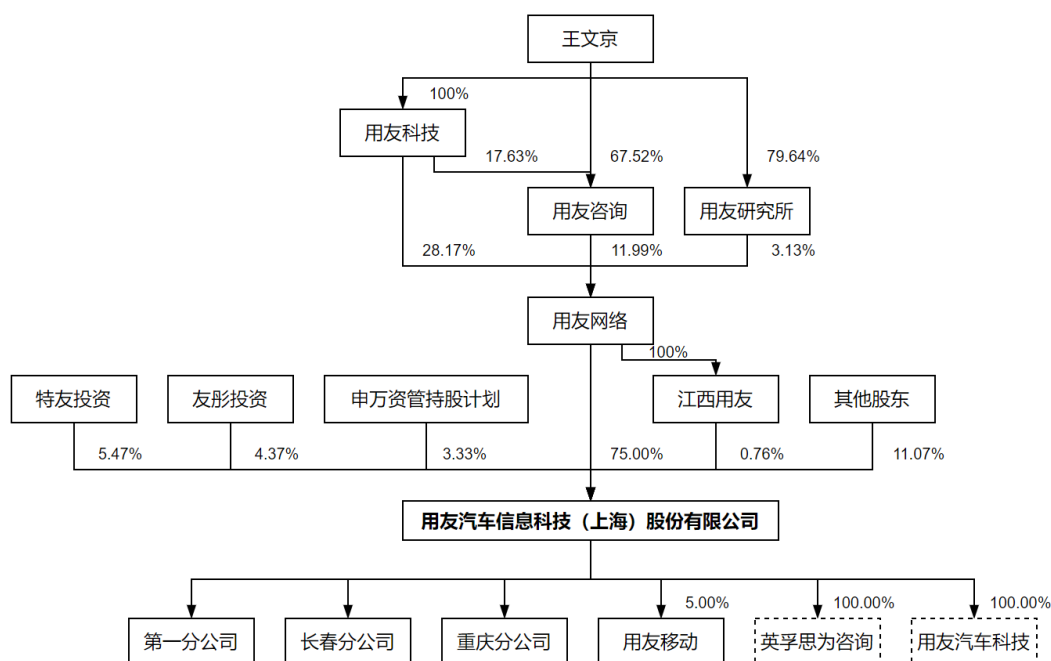 王文京
100%
用友科技
17.63%
67.52%
79.64%
用友咨询
用友研究所
28.17%
11.99%
3.13%
用友网络
100%
特友投资
友彤投资
申万资管持股计划
江西用友
其他股东
5.47%
4.37%
3.33%
75.00%
0.76%
11.07%
用友汽车信息科技（上海）股份有限公司
5.00%
100.00%
100.00%
第一分公司
长春分公司
重庆分公司
用友移动
英孚思为咨询
用友汽车科技